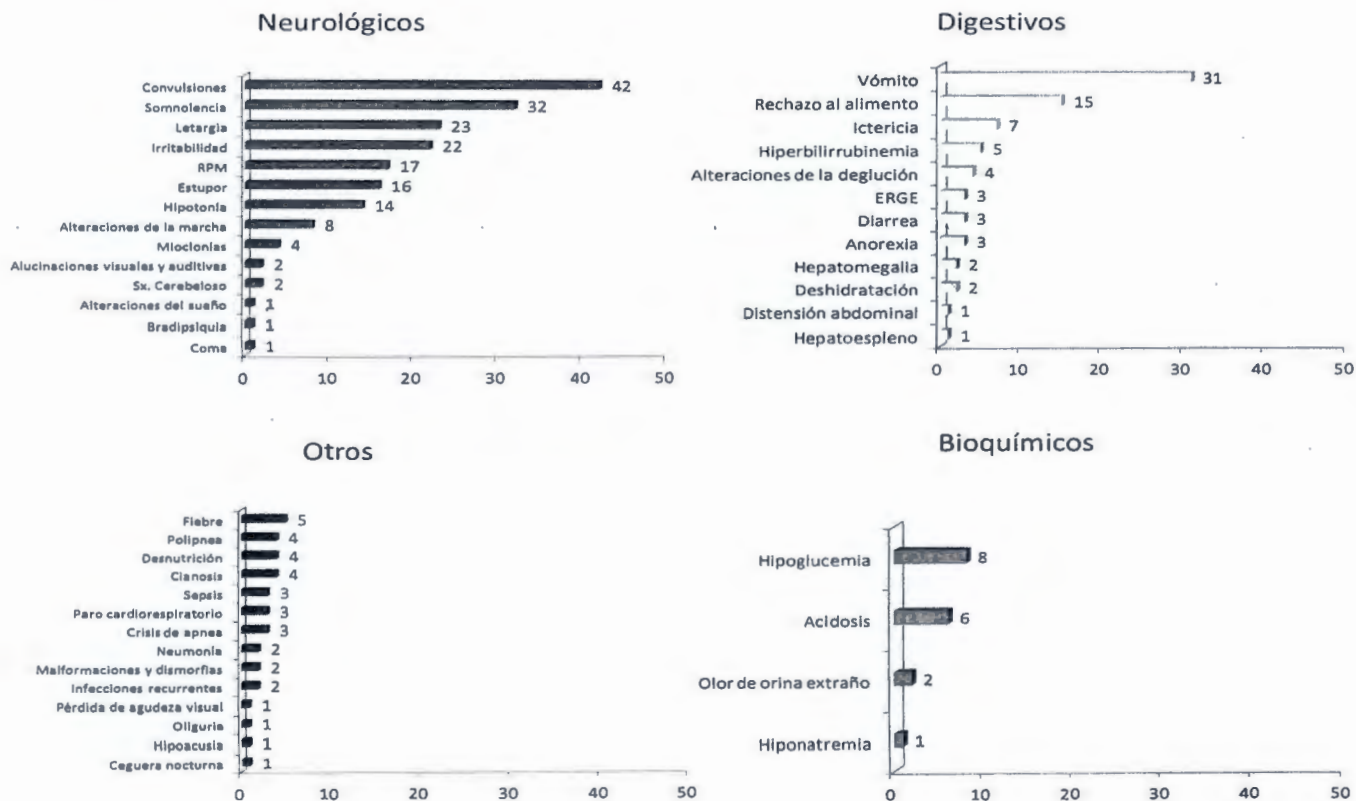 Neurológicos
Convulsiones 42
Somnolencia 32
Letargia 23
Irritabilidad 22
RPM 17
Estupor 16
Hipotonía 14
Alteraciones de la marcha 8
Mioclonías 4
Alucinaciones visuales y auditivas 2
Sx. Cerebeloso 2
Alteraciones del sueño 1
Bradipsiquia 1
Coma 1
0 10 20 30 40 50
Digestivos
Vómito 31
Rechazo al alimento 15
Ictericia 7
Hiperbilirrubinemia 5
Alteraciones de la deglución 4
ERGE 3
Diarrea 3
Anorexia 3
Hepatomegalia 2
Deshidratación 2
Distensión abdominal 1
Hepatoespleno 1
0 10 20 30 40 50
Otros
Fiebre 5
Polipnea 4
Desnutrición 4
Cianosis 4
Sepsis 3
Paro cardiorespiratorio 3
Crisis de apnea 3
Neumonía 2
Malformaciones y dismorfias 2
Infecciones recurrentes 2
Pérdida de agudeza visual 1
Oliguria 1
Hipoacusia 1
Ceguera nocturna 1
0 10 20 30 40 50
Bioquímicos
Hipoglucemia 8
Acidosis 6
Olor de orina extraño 2
Hiponatremia 1
0 10 20 30 40 50